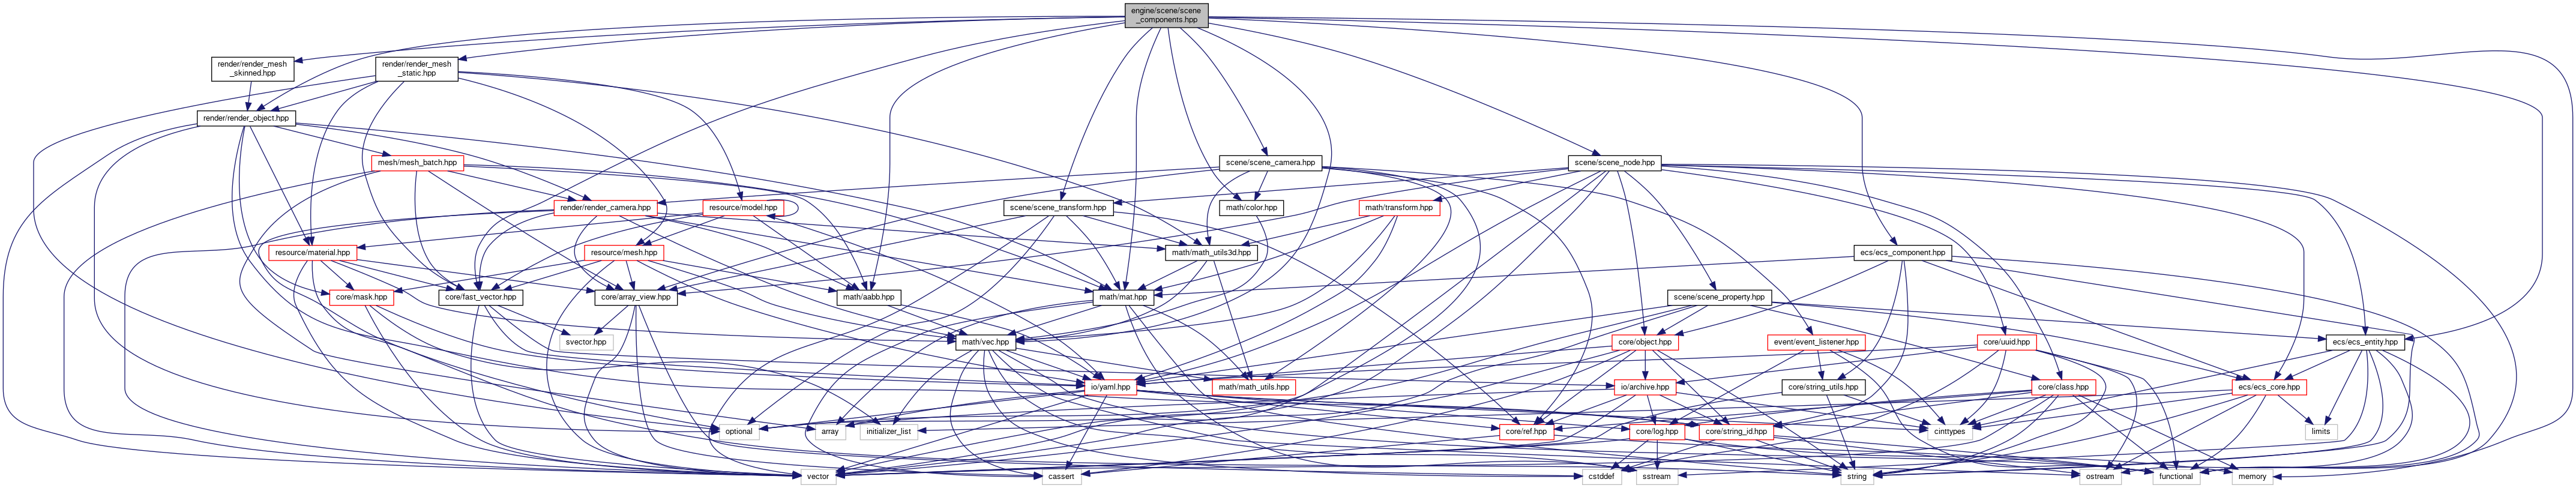 engine/scene/scene
_components.hpp
render/render_mesh
_skinned.hpp
render/render_mesh
_static.hpp
render/render_object.hpp
mesh/mesh_batch.hpp
scene/scene_camera.hpp
scene/scene_node.hpp
render/render_camera.hpp
resource/model.hpp
scene/scene_transform.hpp
math/color.hpp
math/transform.hpp
resource/material.hpp
resource/mesh.hpp
math/math_utils3d.hpp
ecs/ecs_component.hpp
core/mask.hpp
core/fast_vector.hpp
core/array_view.hpp
math/aabb.hpp
math/mat.hpp
scene/scene_property.hpp
svector.hpp
math/vec.hpp
core/object.hpp
event/event_listener.hpp
core/uuid.hpp
ecs/ecs_entity.hpp
io/yaml.hpp
math/math_utils.hpp
io/archive.hpp
core/string_utils.hpp
core/class.hpp
ecs/ecs_core.hpp
optional
array
initializer_list
core/ref.hpp
core/log.hpp
core/string_id.hpp
cinttypes
limits
vector
cassert
cstddef
sstream
string
ostream
functional
memory